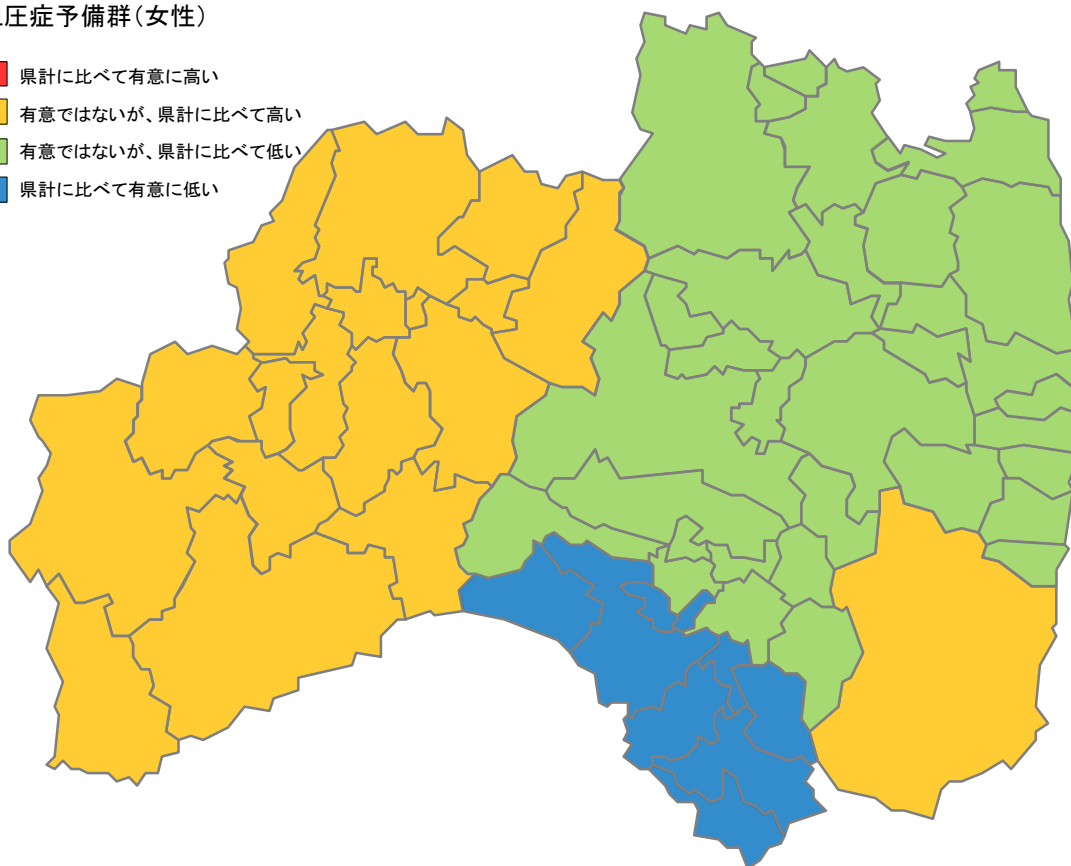 圧症予備群(女性)
県計に比べて有意に高い
有意ではないが、県計に比べて高い
有意ではないが、県計に比べて低い
県計に比べて有意に低い